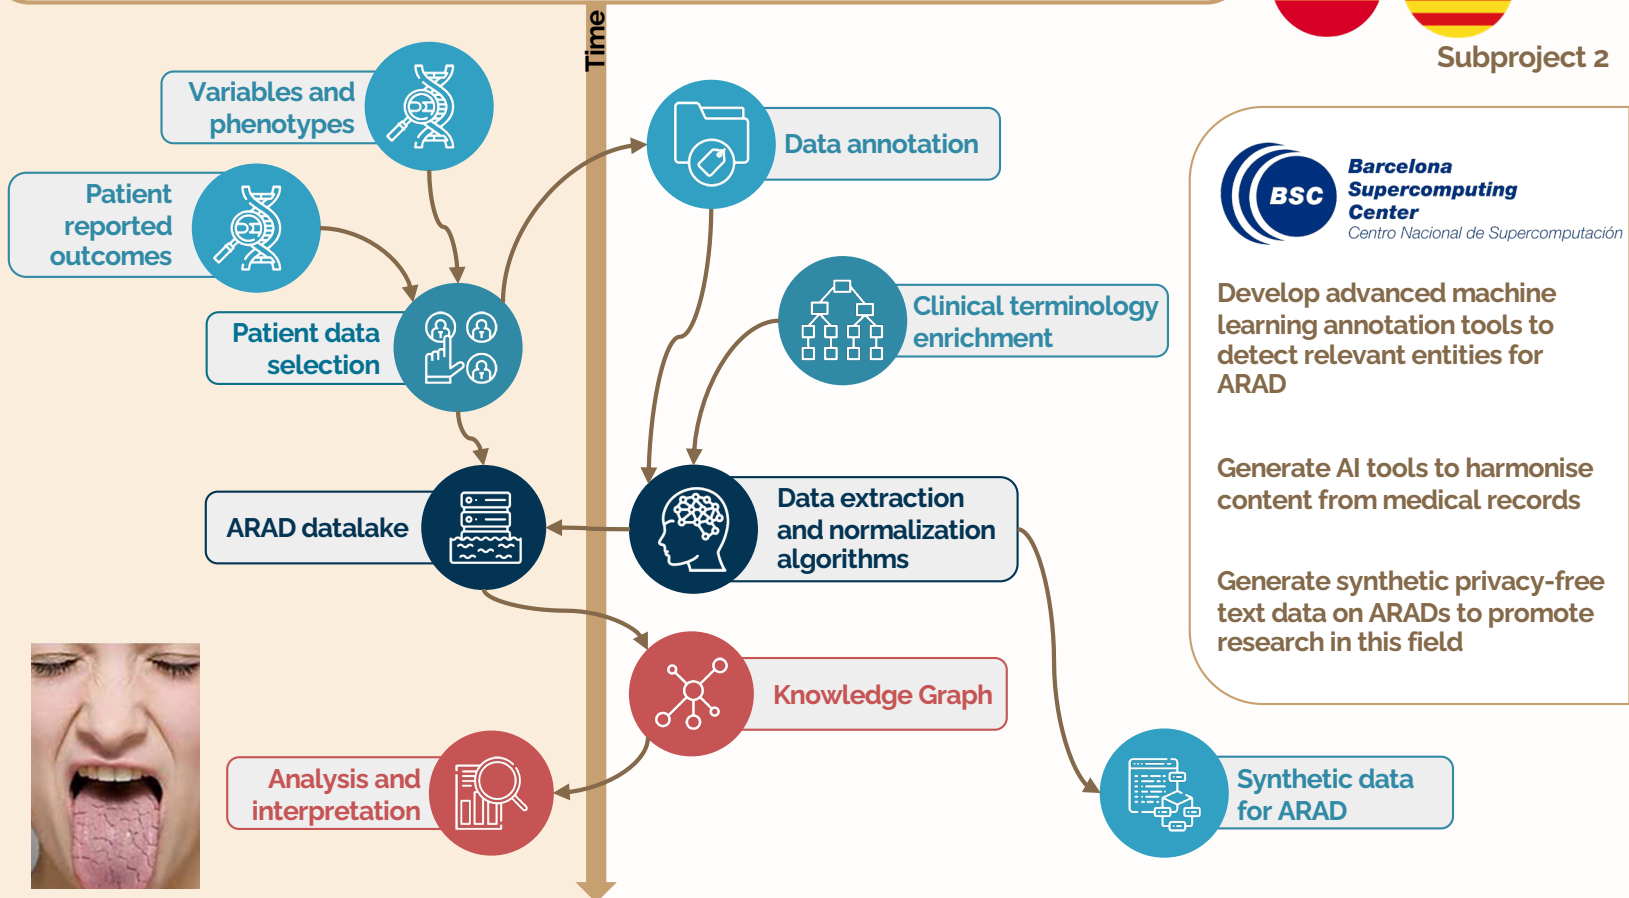 Time
Subproject 2
Variables and
phenotypes
Patient
reported
outcomes
Patient data
selection
ARAD datalake
Analysis and
interpretation
Data annotation
Clinical terminology
enrichment
Data extraction
and normalization
algorithms
Knowledge Graph
Synthetic data
for ARAD
BSC
Barcelona
Supercomputing
Center
Centro Nacional de Supercomputación
Develop advanced machine
learning annotation tools to
detect relevant entities for
ARAD
Generate AI tools to harmonise
content from medical records
Generate synthetic privacy-free
text data on ARADs to promote
research in this field